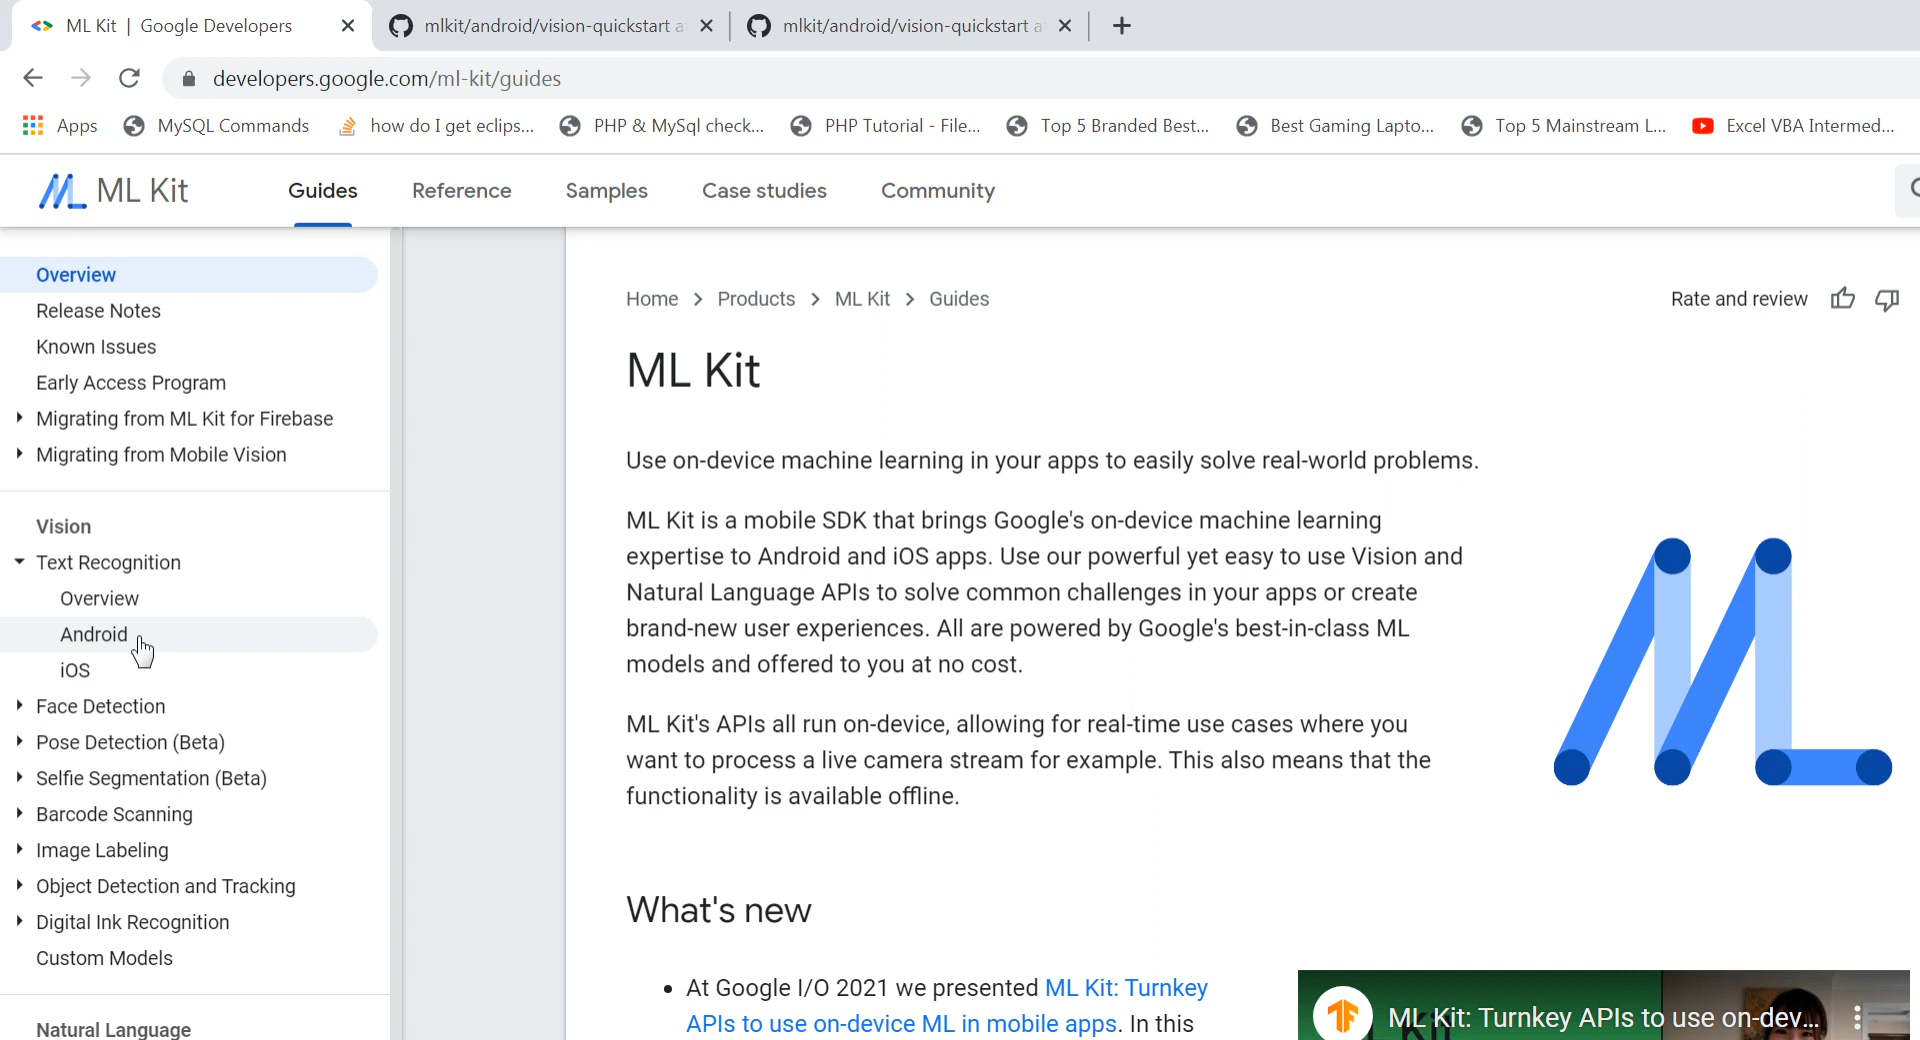 ML Kit | Google Developers
mlkit/android/vision-quickstart a
mlkit/android/vision-quickstart a
developers.google.com/ml-kit/guides
Apps
MySQL Commands
how do I get eclips...
PHP & MySql check...
PHP Tutorial - File...
Top 5 Branded Best...
Best Gaming Lapto...
Top 5 Mainstream L...
Excel VBA Intermed...
ML Kit
Guides
Reference
Samples
Case studies
Community
Overview
Release Notes
Known Issues
Early Access Program
Migrating from ML Kit for Firebase
Migrating from Mobile Vision
Vision
Text Recognition
Overview
Android
iOS
Face Detection
Pose Detection (Beta)
Selfie Segmentation (Beta)
Barcode Scanning
Image Labeling
Object Detection and Tracking
Digital Ink Recognition
Custom Models
Natural Language
Home > Products > ML Kit > Guides
Rate and review
ML Kit
Use on-device machine learning in your apps to easily solve real-world problems.
ML Kit is a mobile SDK that brings Google's on-device machine learning
expertise to Android and iOS apps. Use our powerful yet easy to use Vision and
Natural Language APIs to solve common challenges in your apps or create
brand-new user experiences. All are powered by Google's best-in-class ML
models and offered to you at no cost.
ML Kit's APIs all run on-device, allowing for real-time use cases where you
want to process a live camera stream for example. This also means that the
functionality is available offline.
What's new
At Google I/O 2021 we presented ML Kit: Turnkey
APIs to use on-device ML in mobile apps. In this
ML Kit: Turnkey APIs to use on-dev...